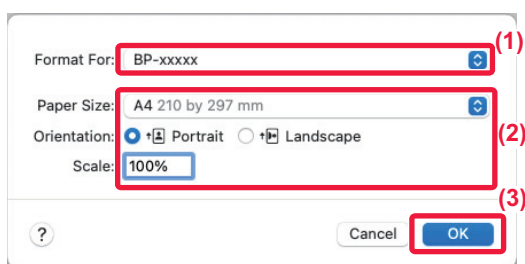 (1)
Format For: BP-xxxxx
Paper Size: A4 210 by 297 mm
Orientation: Portrait Landscape
(2)
Scale: 100%
(3)
? Cancel OK